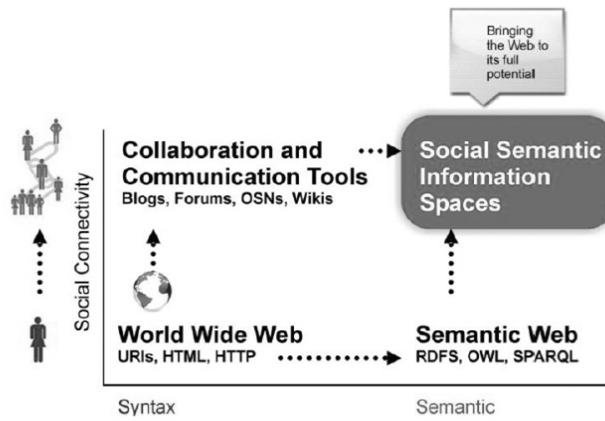 Bringing
the Web to
its full
potential
Collaboration and
Communication Tools
Blogs, Forums, OSNs, Wikis
Social Semantic
Information
Spaces
Social Connectivity
World Wide Web
URIs, HTML, HTTP
Semantic Web
RDFS, OWL, SPARQL
Syntax
Semantic